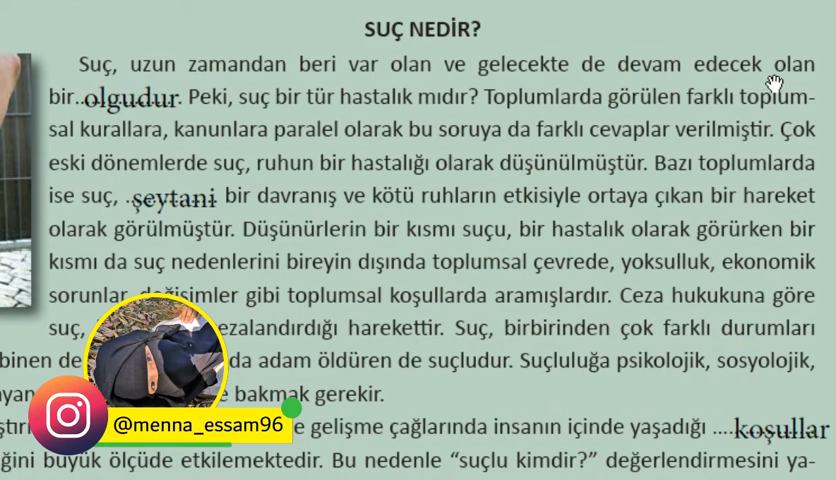 SUÇ NEDİR?
Suç, uzun zamandan beri var olan ve gelecekte de devam edecek olan
bir..olgudur. Peki, suç bir tür hastalık mıdır? Toplumlarda görülen farklı toplum-
sal kurallara, kanunlara paralel olarak bu soruya da farklı cevaplar verilmiştir. Çok
eski dönemlerde suç, ruhun bir hastalığı olarak düşünülmüştür. Bazı toplumlarda
ise suç, ..şeytani bir davranış ve kötü ruhların etkisiyle ortaya çıkan bir hareket
olarak görülmüştür. Düşünürlerin bir kısmı suçu, bir hastalık olarak görürken bir
kısmı da suç nedenlerini bireyin dışında toplumsal çevrede, yoksulluk, ekonomik
sorunlar, değişimler gibi toplumsal koşullarda aramışlardır. Ceza hukukuna göre
suç, ezalandırdığı harekettir. Suç, birbirinden çok farklı durumları
binen de da adam öldüren de suçludur. Suçluluğa psikolojik, sosyolojik,
yan e bakmak gerekir.
ştır e gelişme çağlarında insanın içinde yaşadığı ....koşullar
@menna_essam96
ğini büyük ölçüde etkilemektedir. Bu nedenle “suçlu kimdir?” değerlendirmesini ya-